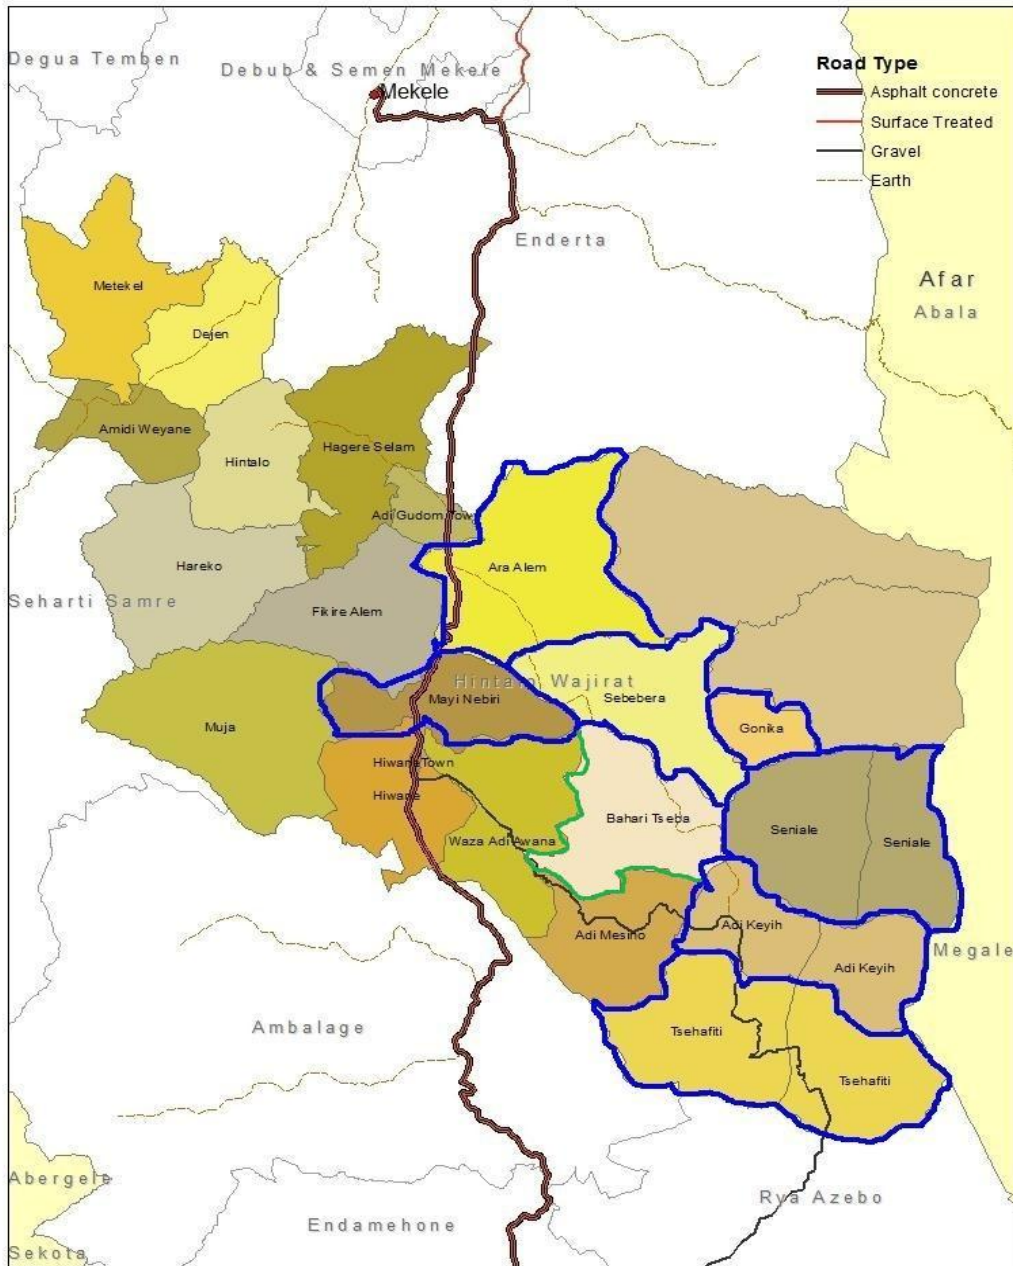 Degua Temben
Debub & Semen Mekele
Mekele
Road Type
Asphalt concrete
Surface Treated
Gravel
Earth
Enderta
Afar
Abala
Metekel
Dejen
Amidi Weyane
Hintalo
Hagere Selam
Adi Gudom Town
Hareko
Ara Alem
Seharti Samre
Fikire Alem
Hintalo Wajirat
Mayi Nebiri
Sebebera
Muja
Gonika
Hiwane Town
Hiwane
Bahari Tseba
Seniale
Seniale
Waza Adi Awana
Adi Mesino
Adi Keyih
Adi Keyih
Megale
Ambalage
Tsehafiti
Tsehafiti
Abergele
Rya Azebo
Endamehone
Sekota